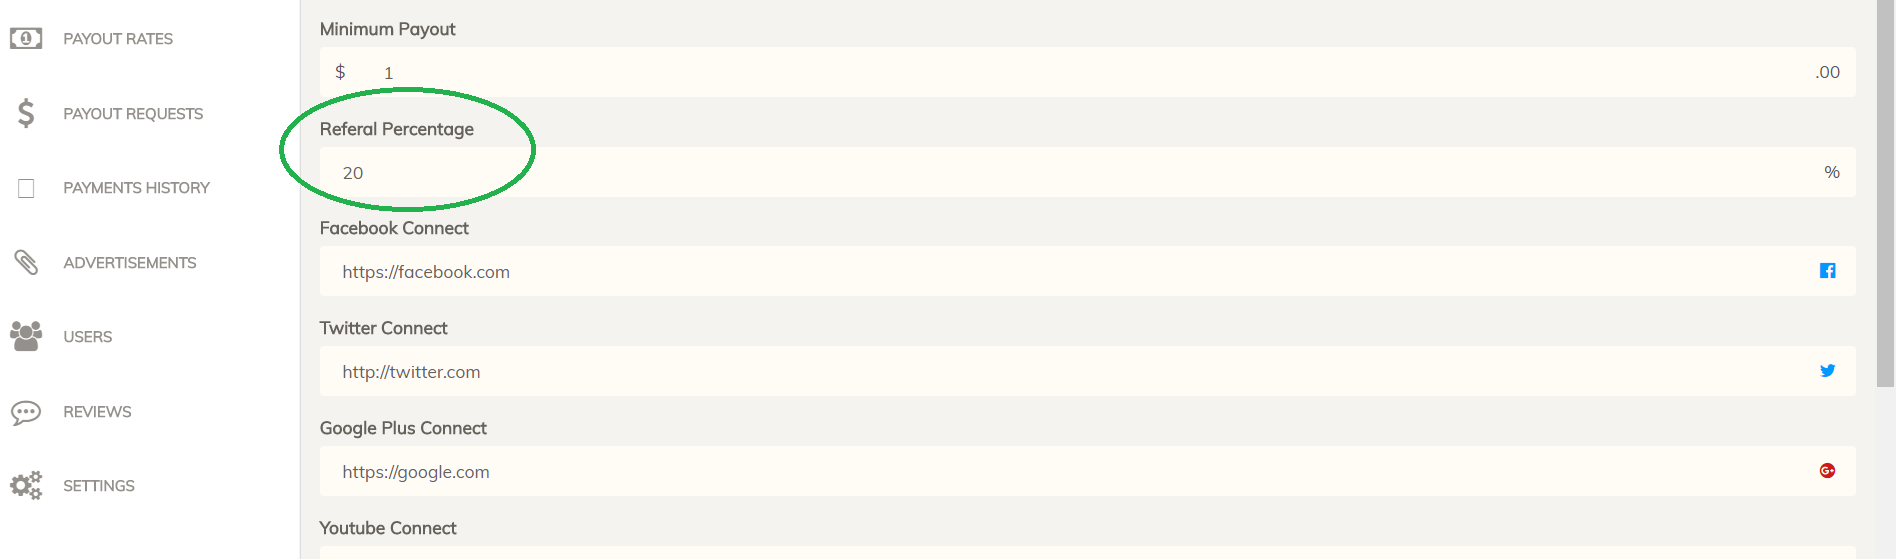 PAYOUT RATES
PAYOUT REQUESTS
PAYMENTS HISTORY
ADVERTISEMENTS
USERS
REVIEWS
SETTINGS
Minimum Payout
$ 1 .00
Referal Percentage
20 %
Facebook Connect
https://facebook.com
Twitter Connect
http://twitter.com
Google Plus Connect
https://google.com
Youtube Connect